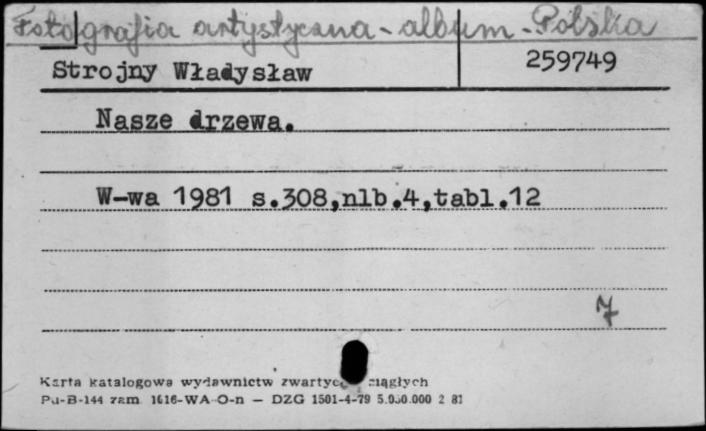 Fotografia artystyczna - album - Polska
Strojny Władysław 259749
Nasze drzewa.
W-wa 1981 s.308,nlb.4,tabl.12
7
Karta katalogowa wydawnictw ciągłych
Pu-B-144 zam. 1616-WA-O-n — DZG 1501-4-79 5.000.000 2 81